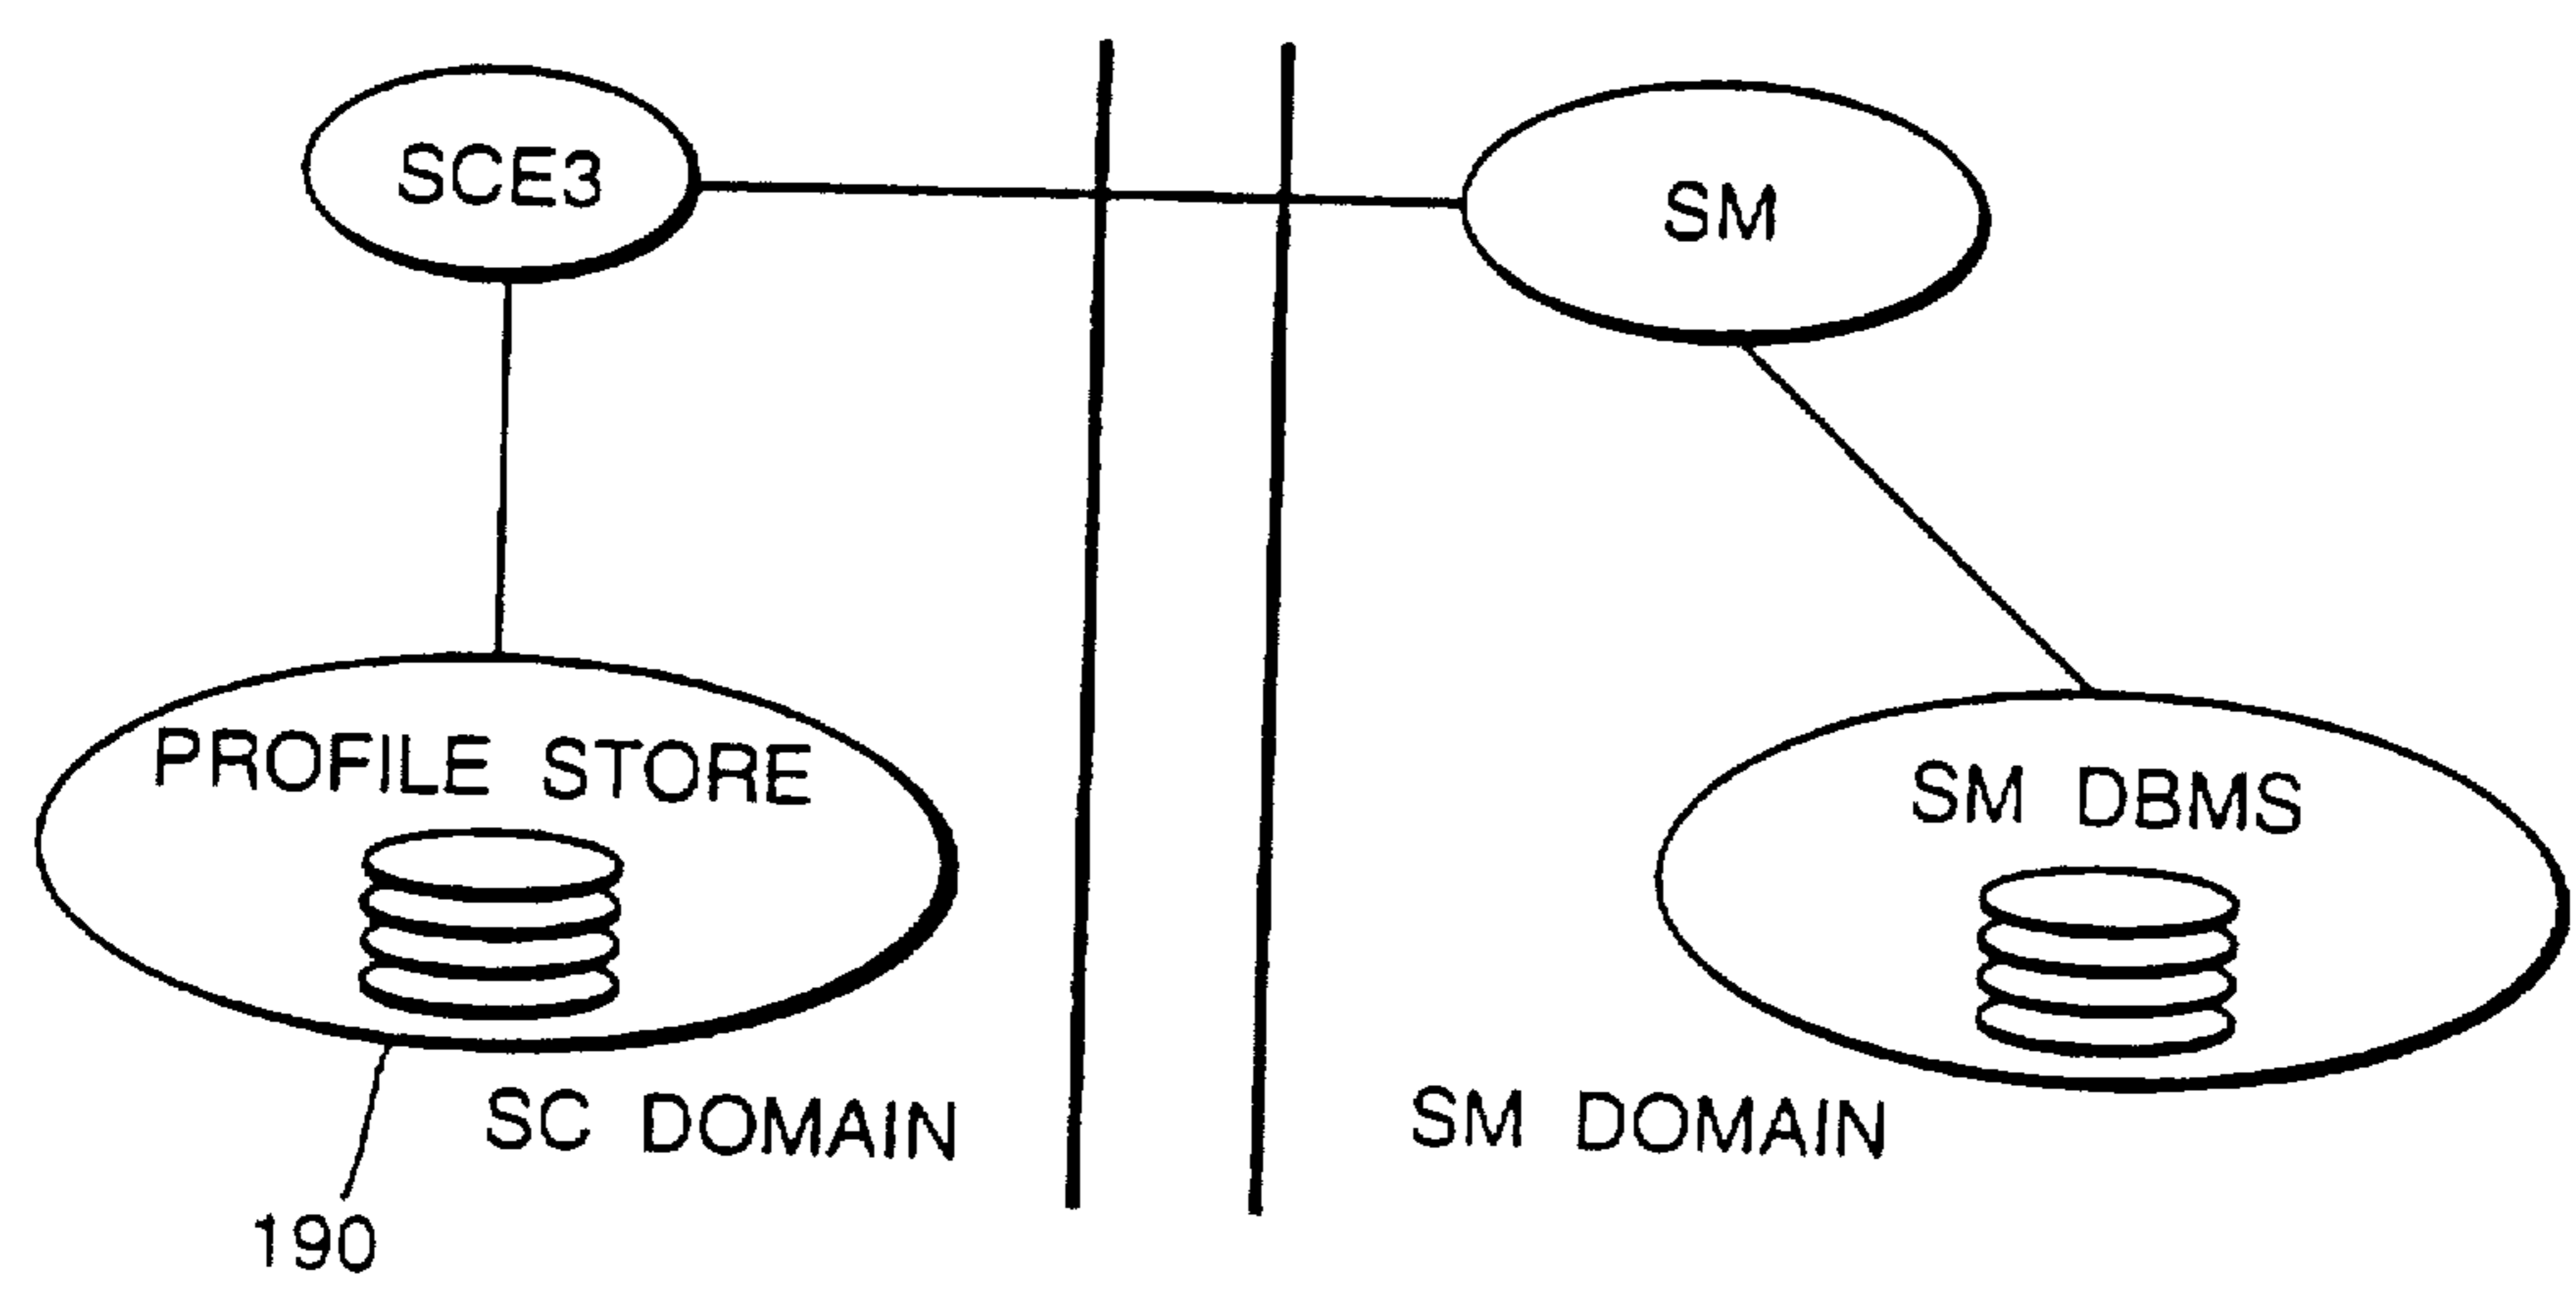 SCE3
SM
PROFILE STORE
SM DBMS
SC DOMAIN
SM DOMAIN
190